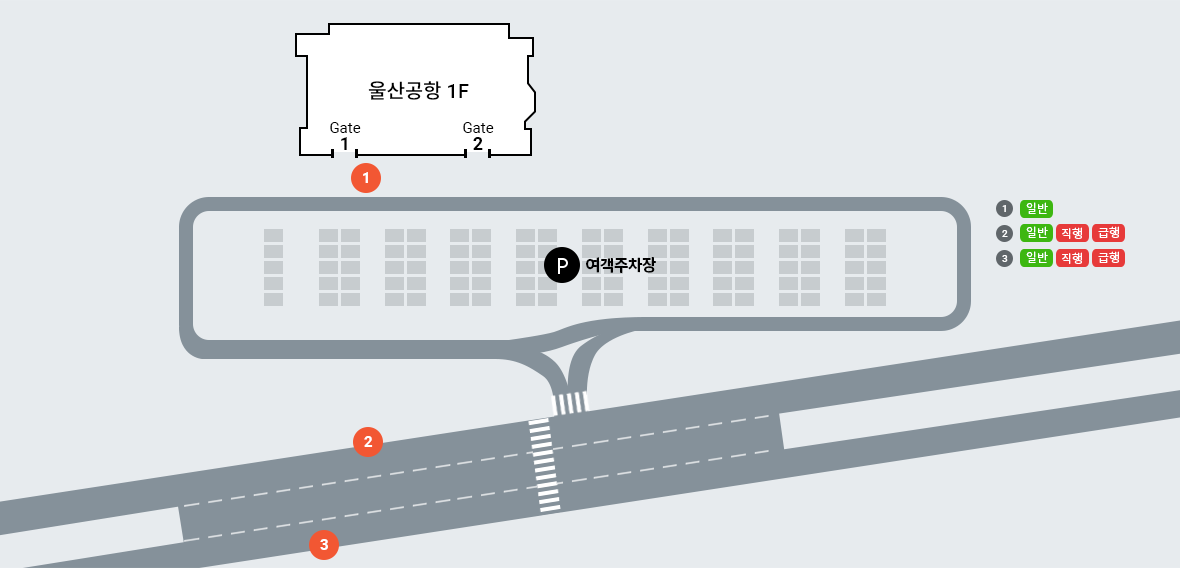 울산공항 1F
Gate
1
Gate
2
1
P 여객주차장
1 일반
2 일반 직행 급행
3 일반 직행 급행
2
3